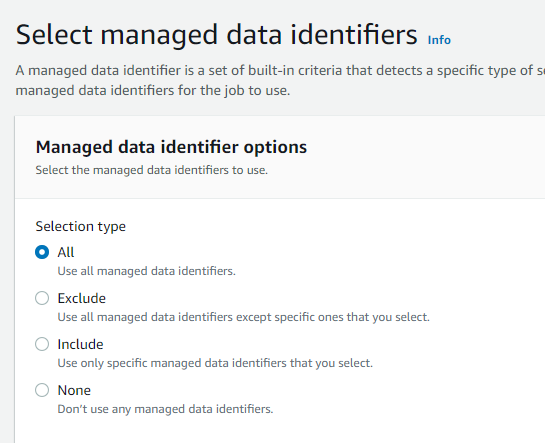 Select managed data identifiers Info
A managed data identifier is a set of built-in criteria that detects a specific type of
managed data identifiers for the job to use.
Managed data identifier options
Select the managed data identifiers to use.
Selection type
All
Use all managed data identifiers.
Exclude
Use all managed data identifiers except specific ones that you select.
Include
Use only specific managed data identifiers that you select.
None
Don't use any managed data identifiers.